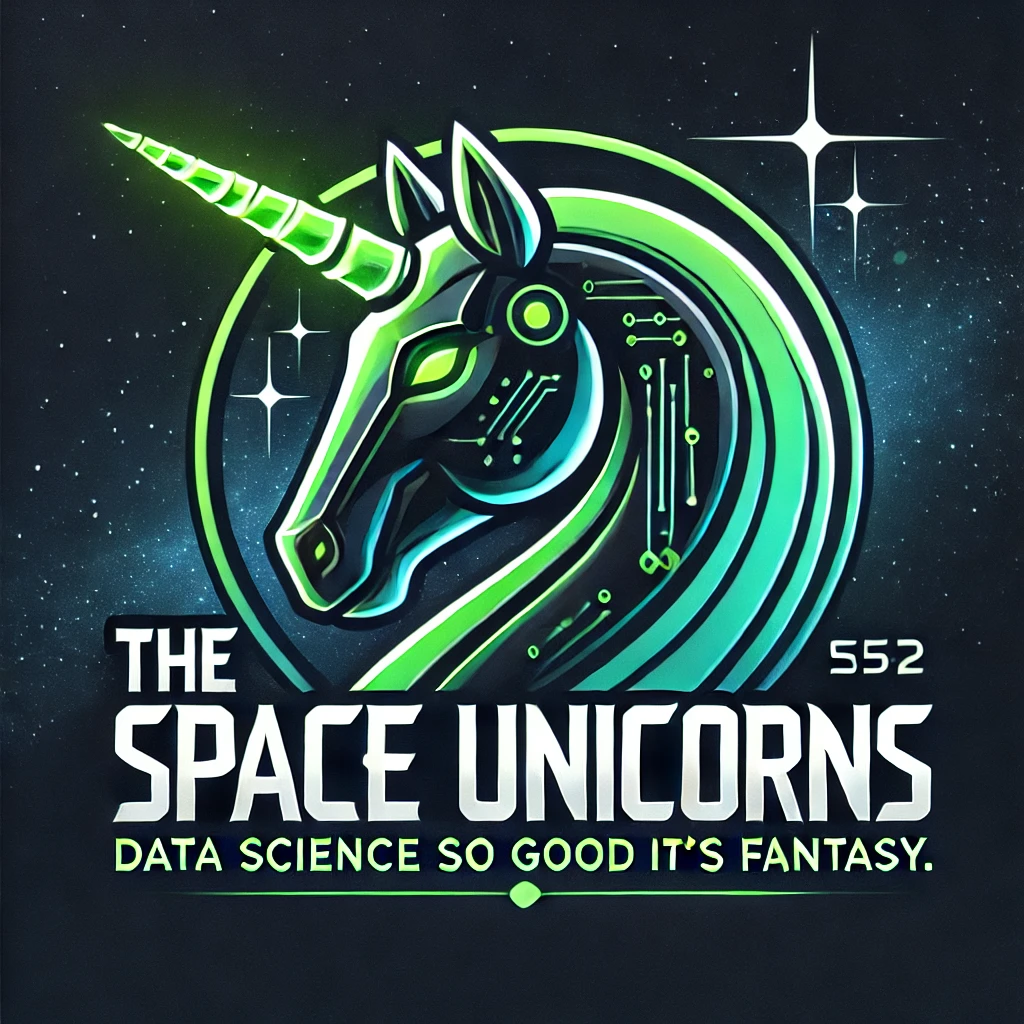 THE
552
SPACE UNICORNS
DATA SCIENCE SO GOOD IT'S FANTASY.